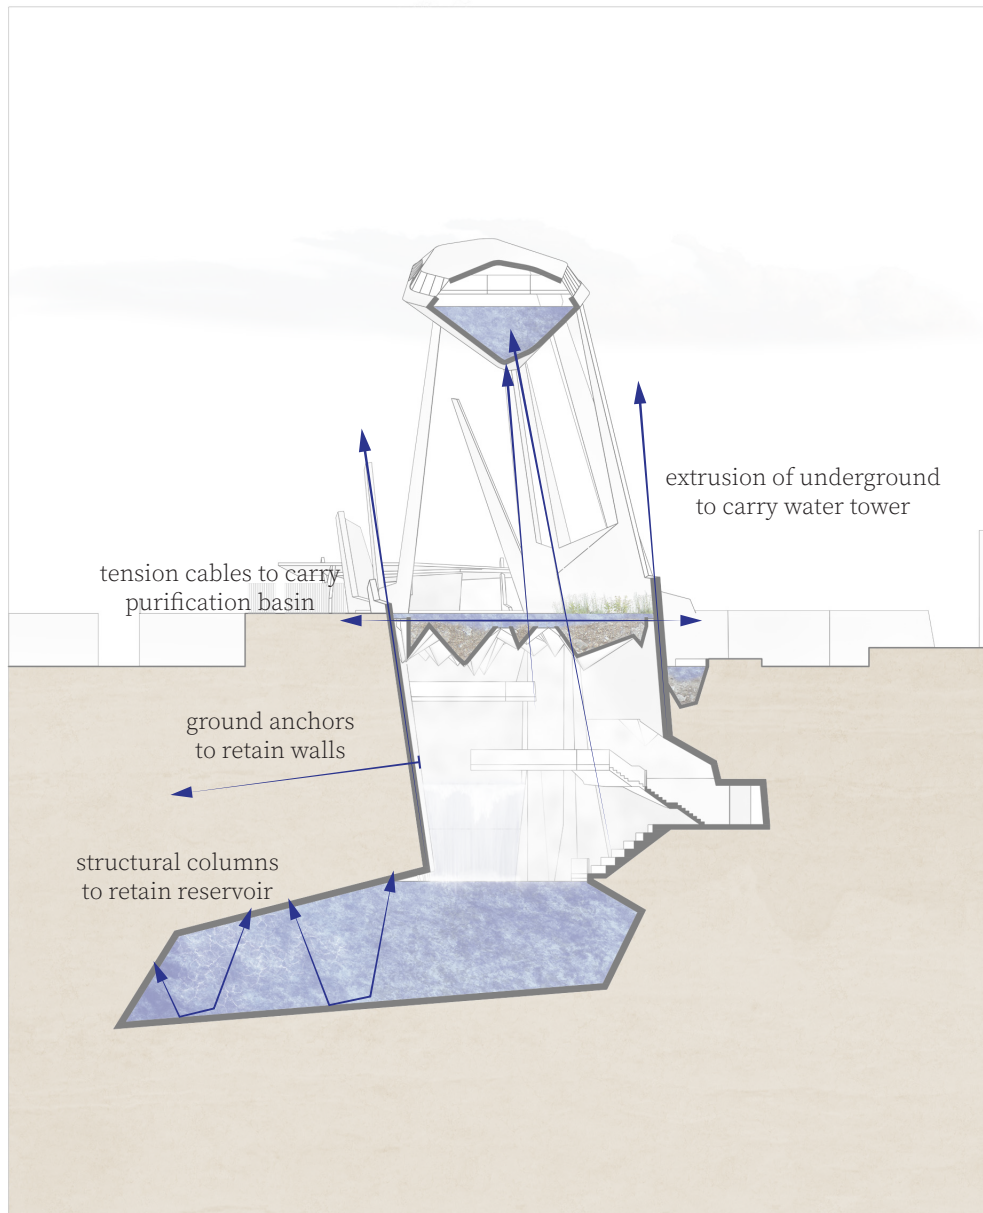 extrusion of underground
to carry water tower
tension cables to carry
purification basin
ground anchors
to retain walls
structural columns
to retain reservoir